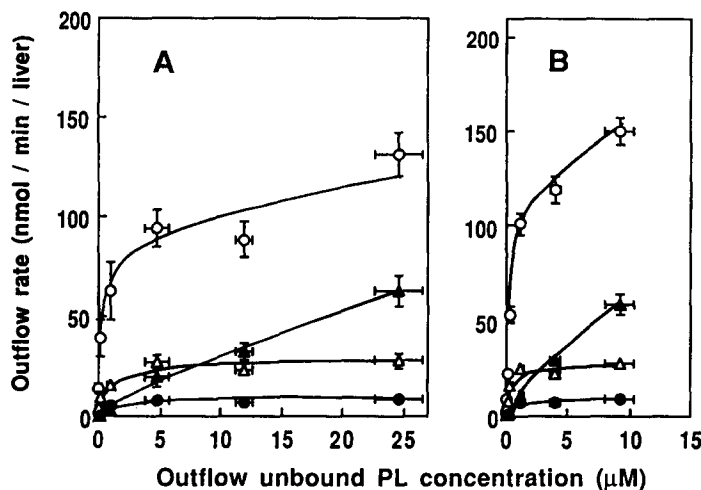 A
B
Outflow rate (nmol / min / liver)
200
150
100
50
0
0 5 10 15 20 25
200
150
100
50
0
0 5 10 15
Outflow unbound PL concentration (μM)